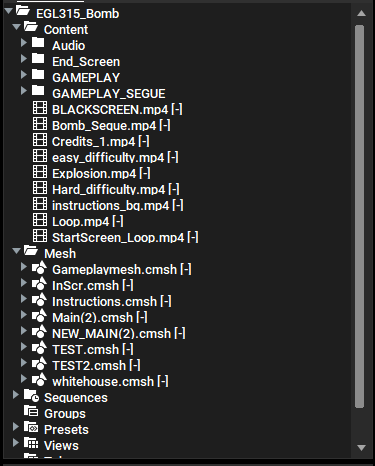 EGL315_Bomb
Content
Audio
End_Screen
GAMEPLAY
GAMEPLAY_SEGUE
BLACKSCREEN.mp4 [-]
Bomb_Segue.mp4 [-]
Credits_1.mp4 [-]
easy_difficulty.mp4 [-]
Explosion.mp4 [-]
Hard_difficulty.mp4 [-]
instructions_bg.mp4 [-]
Loop.mp4 [-]
StartScreen_Loop.mp4 [-]
Mesh
Gameplaymesh.cmsh [-]
InScr.cmsh [-]
Instructions.cmsh [-]
Main(2).cmsh [-]
NEW_MAIN(2).cmsh [-]
TEST.cmsh [-]
TEST2.cmsh [-]
whitehouse.cmsh [-]
Sequences
Groups
Presets
Views